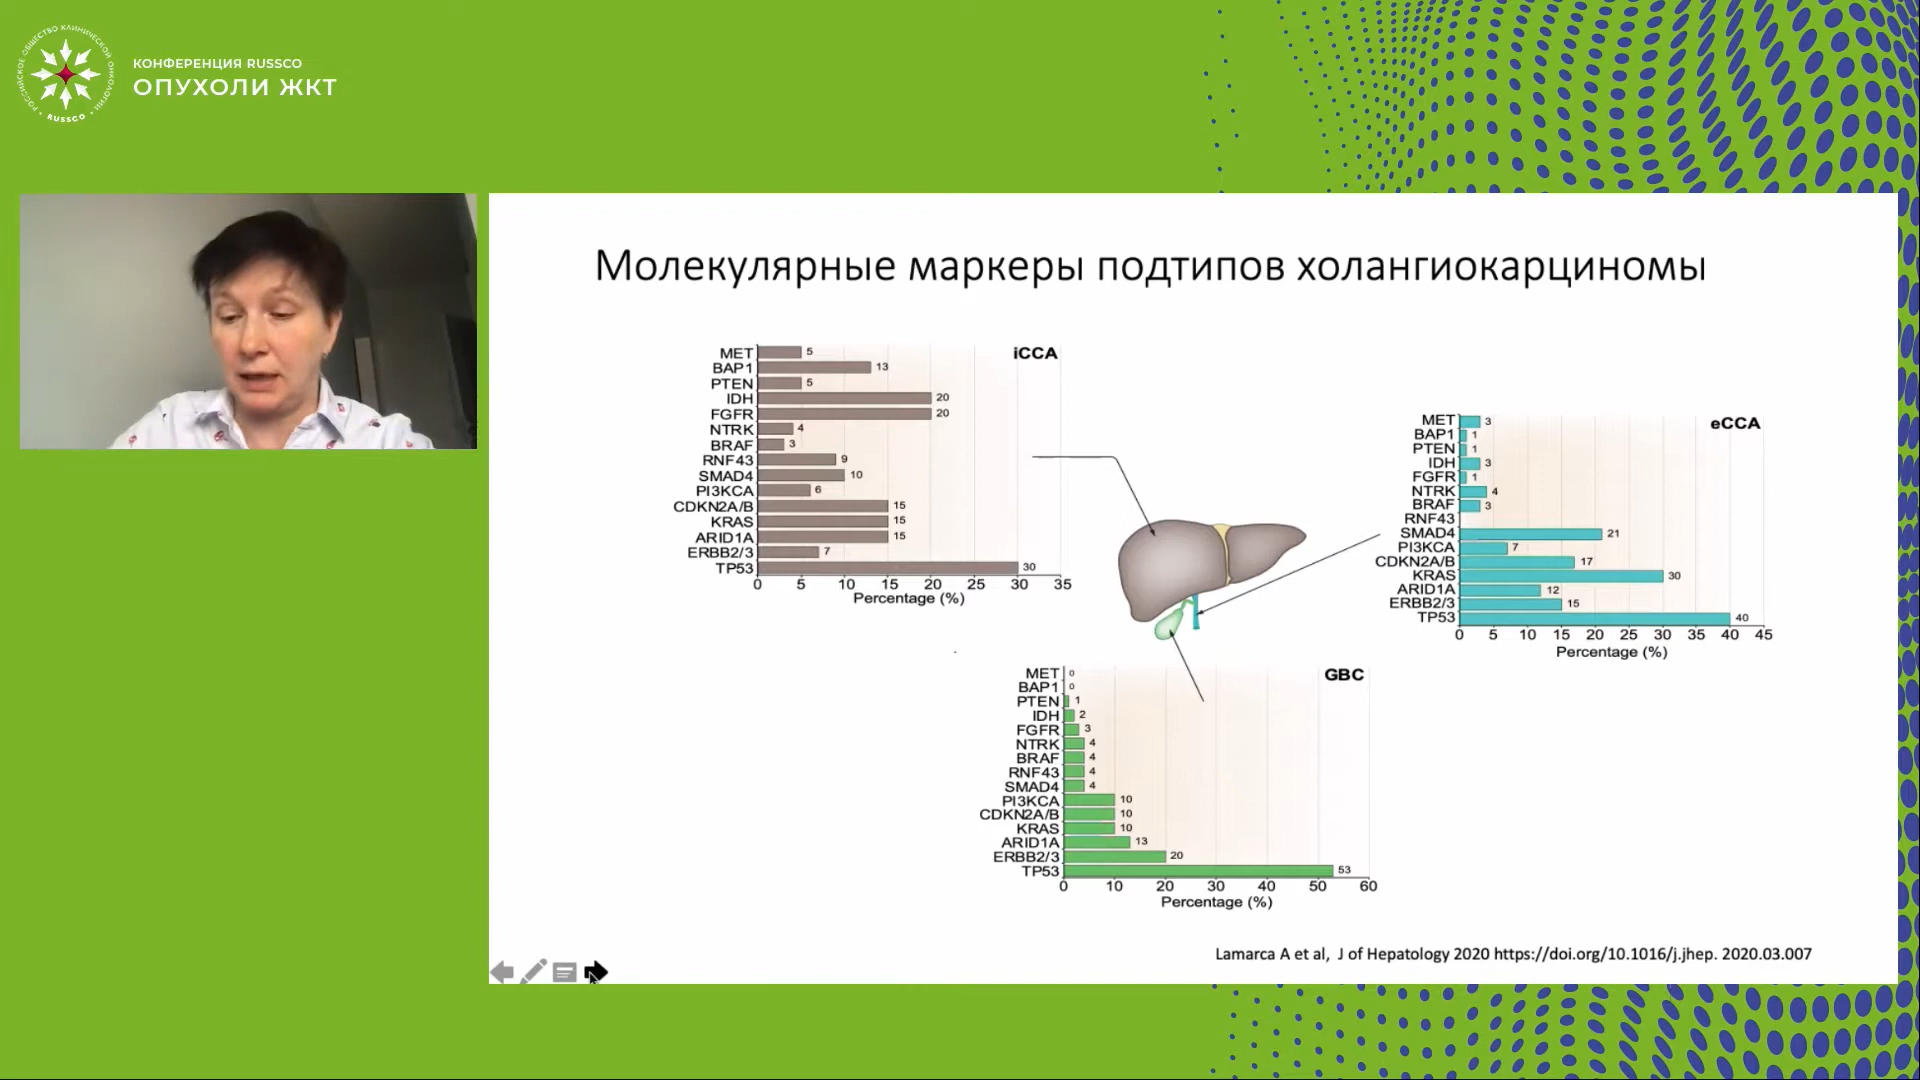 РОССИЙСКОЕ ОБЩЕСТВО КЛИНИЧЕСКОЙ ОНКОЛОГИИ
• RUSSCO •
КОНФЕРЕНЦИЯ RUSSCO
ОПУХОЛИ ЖКТ
Молекулярные маркеры подтипов холангиокарциномы
iCCA
MET 5
BAP1 13
PTEN 5
IDH 20
FGFR 20
NTRK 4
BRAF 3
RNF43 9
SMAD4 10
PI3KCA 6
CDKN2A/B 15
KRAS 15
ARID1A 15
ERBB2/3 7
TP53 30
0 5 10 15 20 25 30 35
Percentage (%)
eCCA
MET 3
BAP1 1
PTEN 1
IDH 3
FGFR 1
NTRK 4
BRAF 3
RNF43
SMAD4 21
PI3KCA 7
CDKN2A/B 17
KRAS 30
ARID1A 12
ERBB2/3 15
TP53 40
0 5 10 15 20 25 30 35 40 45
Percentage (%)
GBC
MET 0
BAP1 0
PTEN 1
IDH 2
FGFR 3
NTRK 4
BRAF 4
RNF43 4
SMAD4 4
PI3KCA 10
CDKN2A/B 10
KRAS 10
ARID1A 13
ERBB2/3 20
TP53 53
0 10 20 30 40 50 60
Percentage (%)
Lamarca A et al, J of Hepatology 2020 https://doi.org/10.1016/j.jhep. 2020.03.007